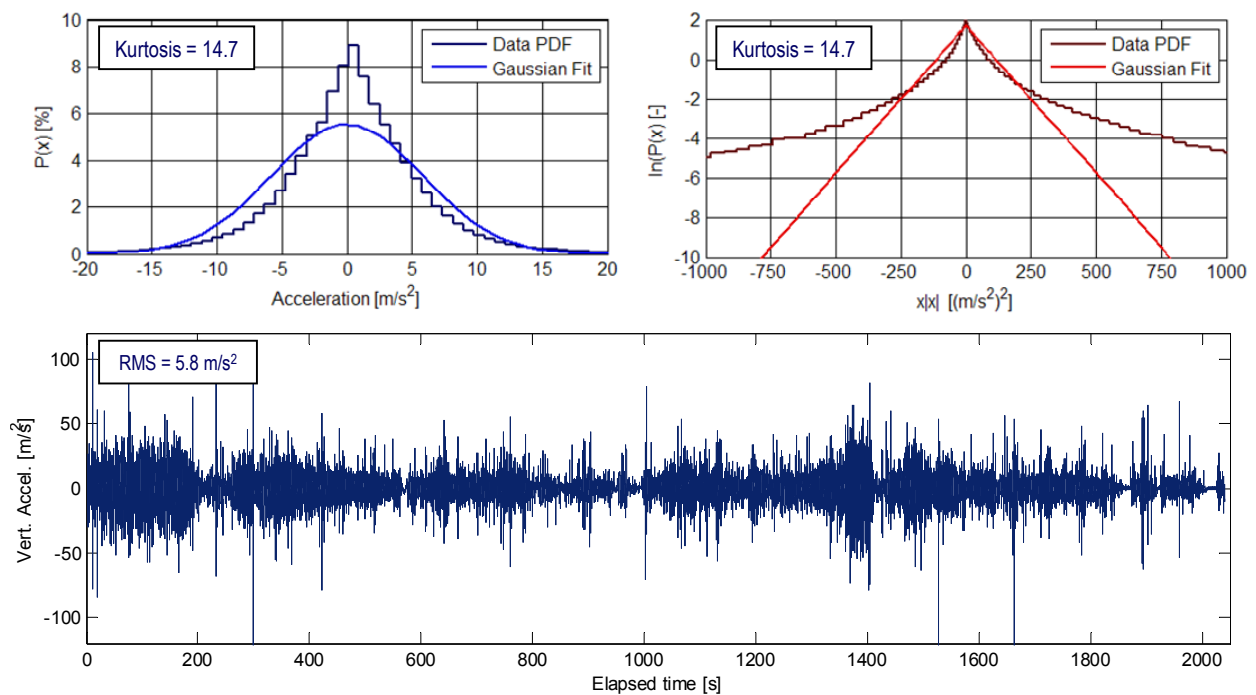 Kurtosis = 14.7
Data PDF
Gaussian Fit
P(x) [%]
10
8
6
4
2
0
-20 -15 -10 -5 0 5 10 15 20
Acceleration [m/s²]
Kurtosis = 14.7
Data PDF
Gaussian Fit
ln(P(x) [-]
2
0
-2
-4
-6
-8
-10
-1000 -750 -500 -250 0 250 500 750 1000
x|x| [(m/s²)²]
RMS = 5.8 m/s²
Vert. Accel. [m/s²]
100
50
0
-50
-100
0 200 400 600 800 1000 1200 1400 1600 1800 2000
Elapsed time [s]